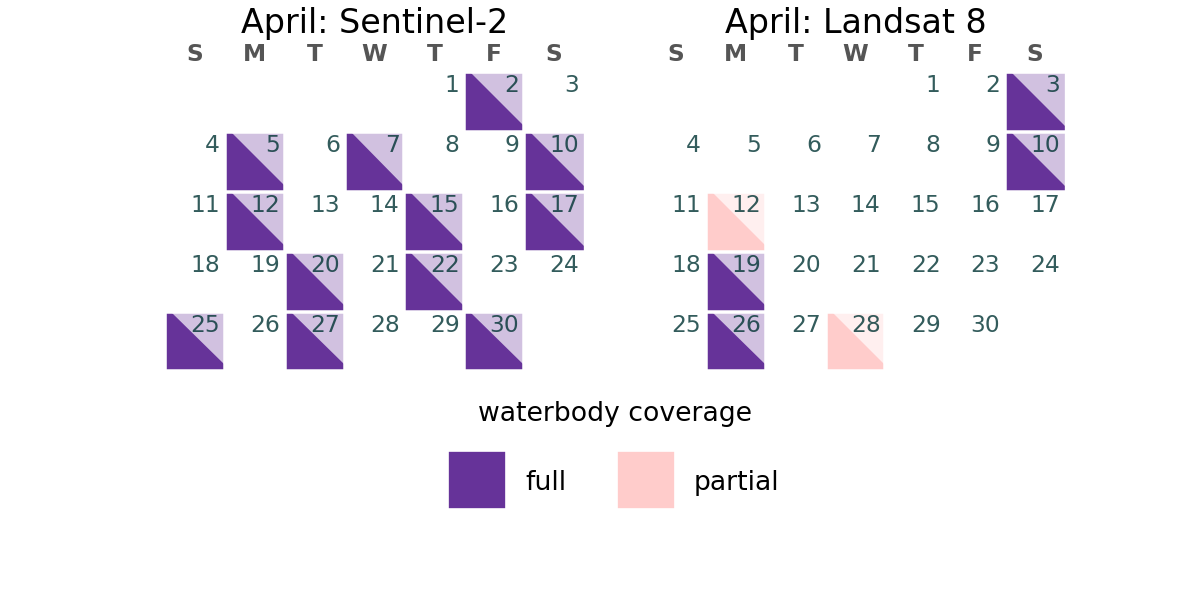 April: Sentinel-2
S M T W T F S
1 2 3
4 5 6 7 8 9 10
11 12 13 14 15 16 17
18 19 20 21 22 23 24
25 26 27 28 29 30
April: Landsat 8
S M T W T F S
1 2 3
4 5 6 7 8 9 10
11 12 13 14 15 16 17
18 19 20 21 22 23 24
25 26 27 28 29 30
waterbody coverage
full
partial